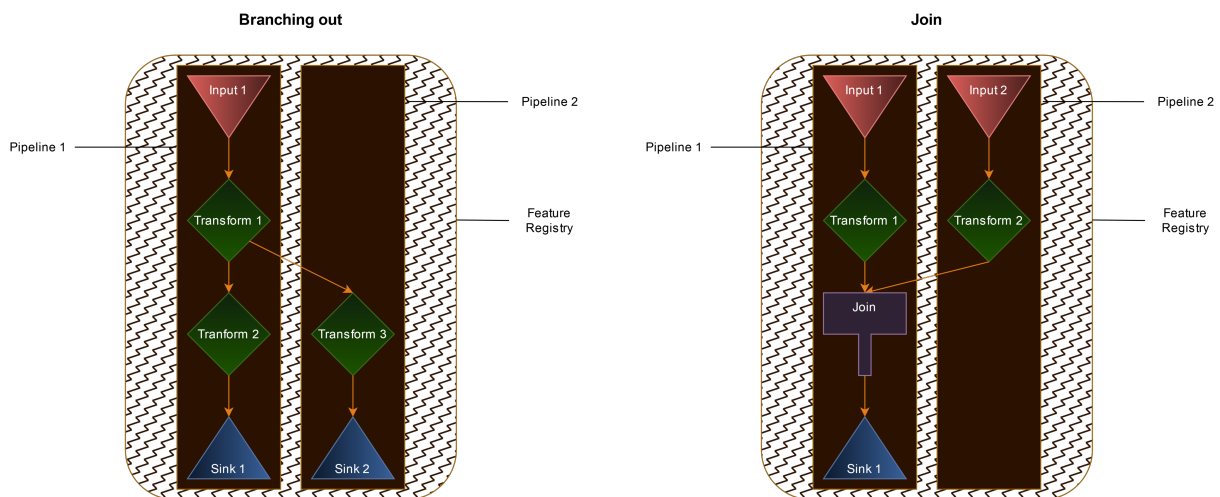 Branching out
Input 1
Pipeline 2
Pipeline 1
Transform 1
Feature
Registry
Tranform 2
Transform 3
Sink 1
Sink 2
Join
Input 1
Input 2
Pipeline 2
Pipeline 1
Transform 1
Transform 2
Feature
Registry
Join
Sink 1